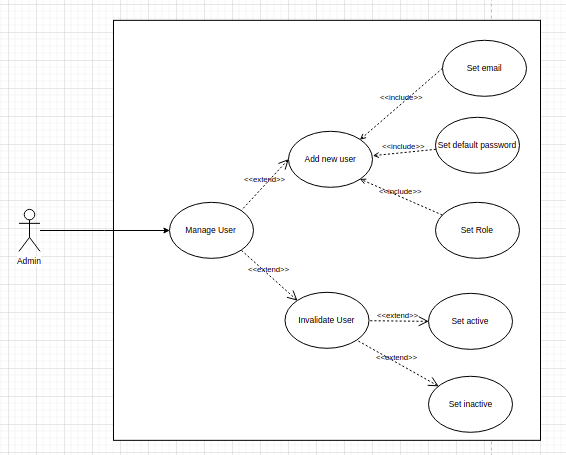 Set email
<<include>>
Set default password
<<include>>
Add new user
<<extend>>
<<include>>
Manage User
Set Role
Admin
<<extend>>
Invalidate User
<<extend>>
Set active
<<extend>>
Set inactive